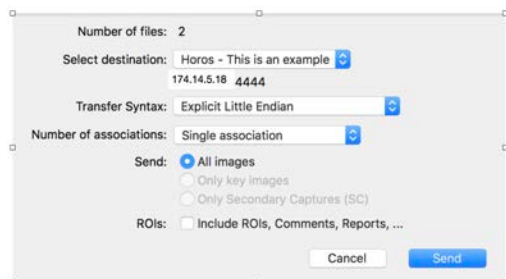 Number of files: 2
Select destination: Horos - This is an example
174.14.5.18 4444
Transfer Syntax: Explicit Little Endian
Number of associations: Single association
Send: All images
Only key images
Only Secondary Captures (SC)
ROIs: Include ROIs, Comments, Reports, ...
Cancel Send